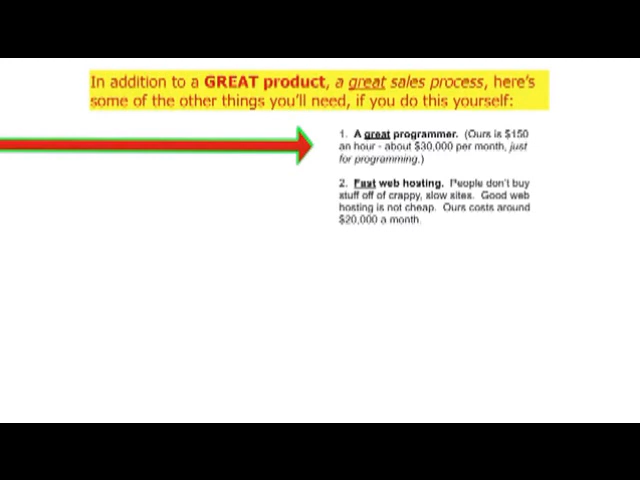 In addition to a GREAT product, a great sales process, here's
some of the other things you'll need, if you do this yourself:
1. A great programmer. (Ours is $150
an hour - about $30,000 per month, just
for programming.)
2. Fast web hosting. People don't buy
stuff off of crappy, slow sites. Good web
hosting is not cheap. Ours costs around
$20,000 a month.